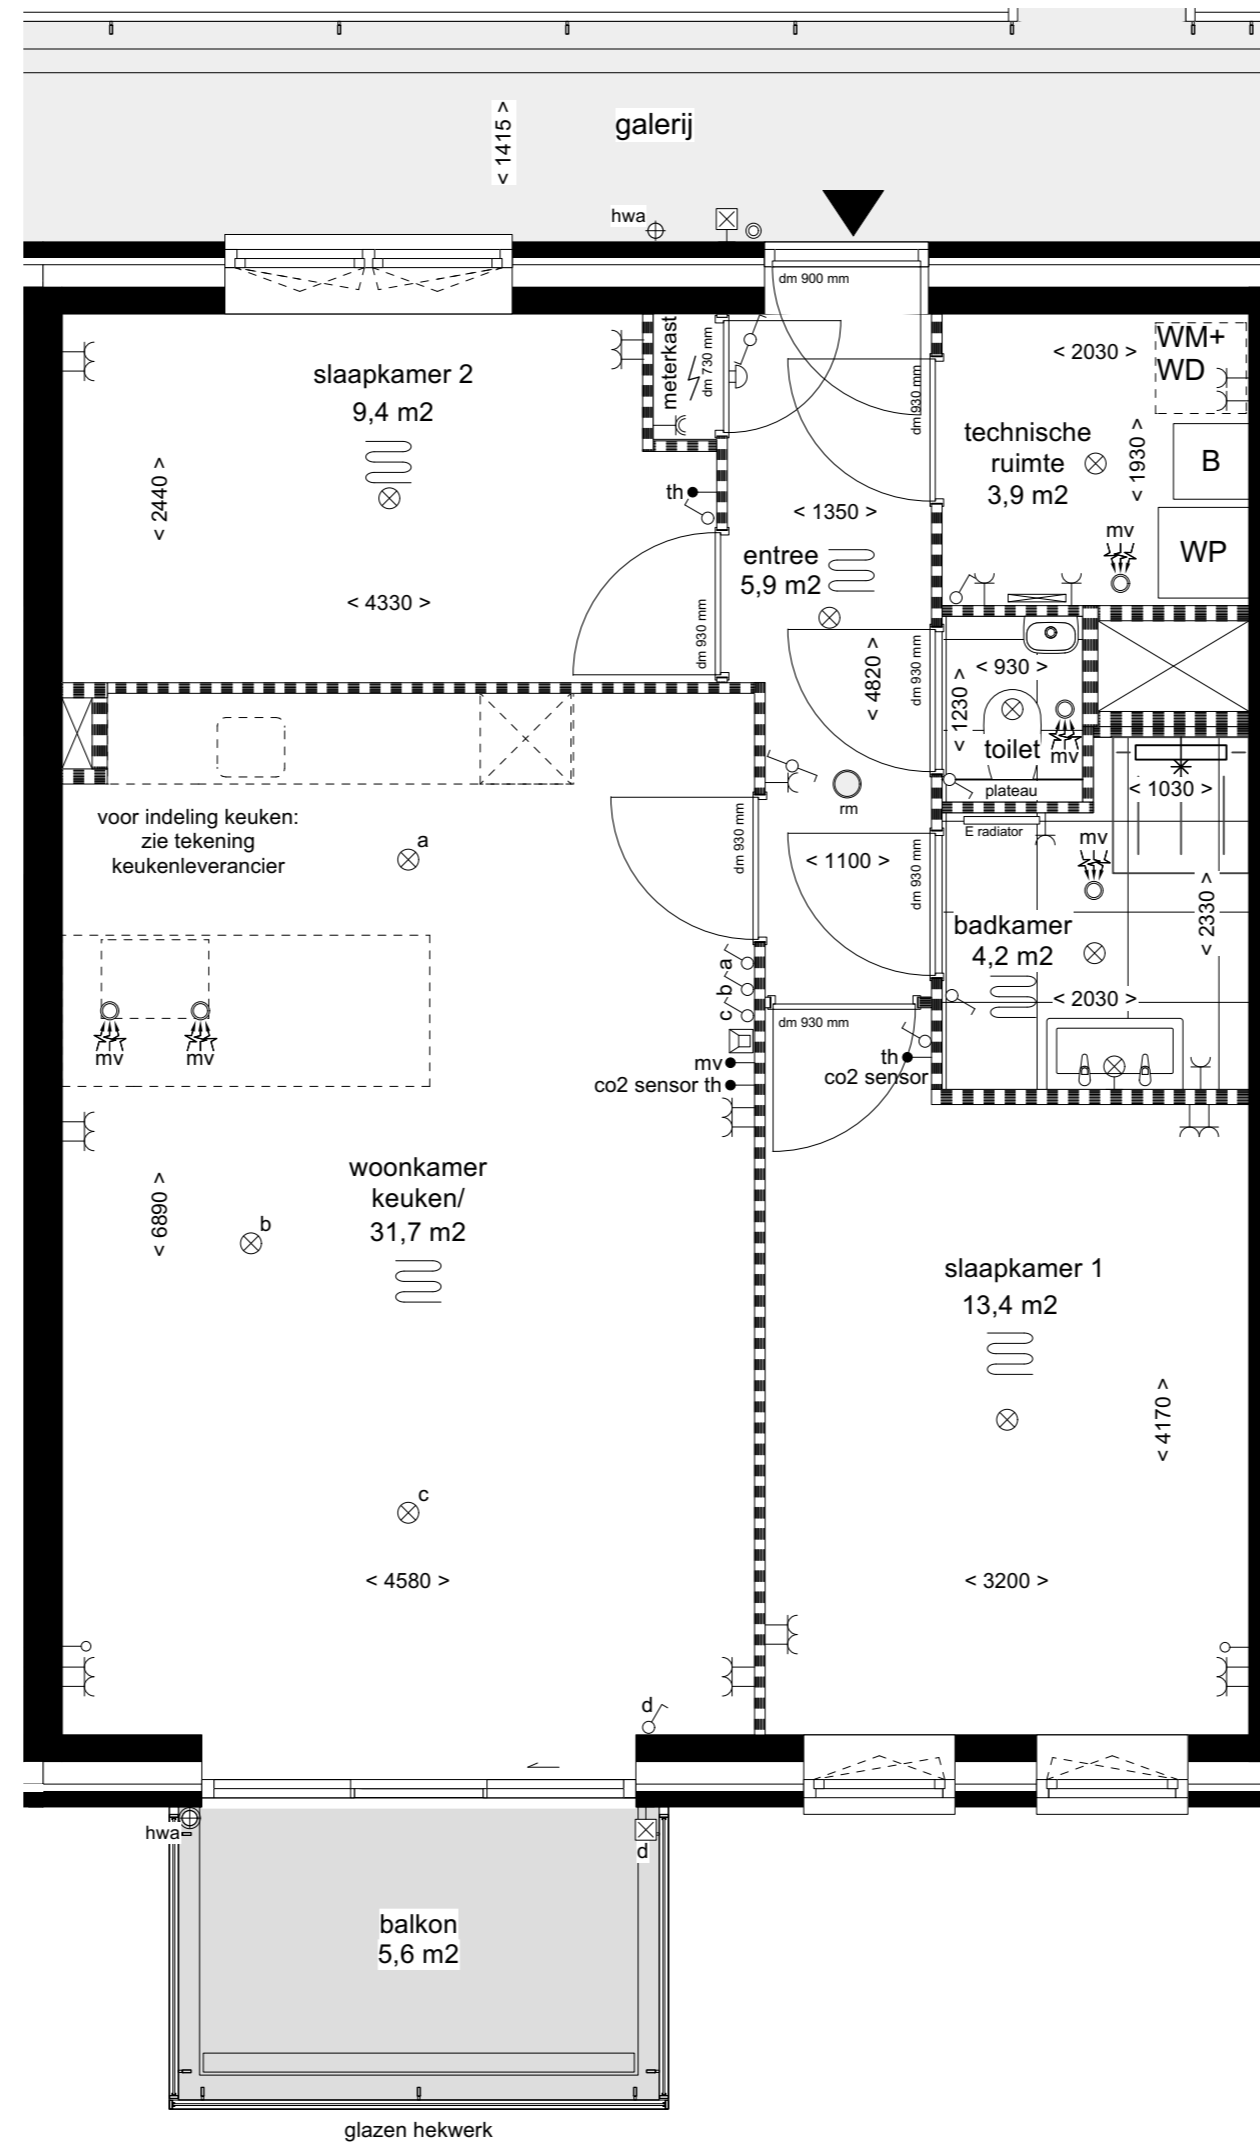 < 1415 >
galerij
hwa
dm 900 mm
meterkast
dm 730 mm
slaapkamer 2
9,4 m2
< 2440 >
< 4330 >
th
dm 930 mm
< 1350 >
entree
5,9 m2
dm 930 mm
< 2030 >
WM+
WD
technische
ruimte
3,9 m2
< 1930 >
B
WP
mv
< 4820 >
dm 930 mm
< 930 >
< 1230 >
toilet
mv
plateau
rm
voor indeling keuken:
zie tekening
keukenleverancier
a
dm 930 mm
< 1100 >
dm 930 mm
E radiator
< 1030 >
mv
< 2330 >
badkamer
4,2 m2
< 2030 >
mv
mv
a
b
c
dm 930 mm
mv
co2 sensor th
th
co2 sensor
woonkamer
keuken/
31,7 m2
< 6890 >
b
slaapkamer 1
13,4 m2
< 4170 >
c
< 4580 >
< 3200 >
d
hwa
d
balkon
5,6 m2
glazen hekwerk